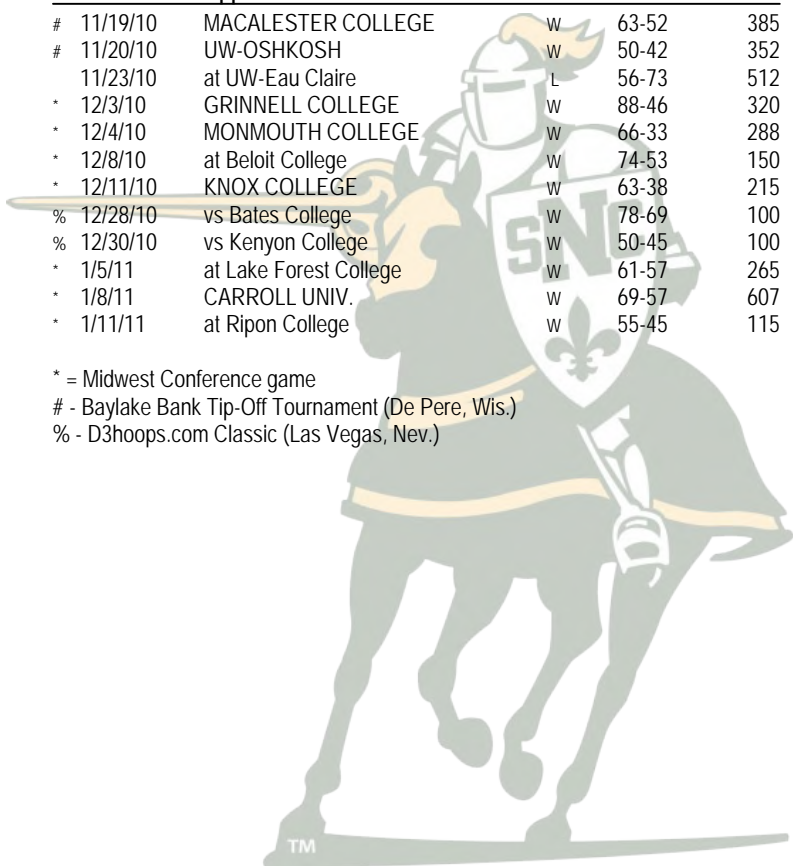 # 11/19/10 MACALESTER COLLEGE W 63-52 385
# 11/20/10 UW-OSHKOSH W 50-42 352
11/23/10 at UW-Eau Claire L 56-73 512
* 12/3/10 GRINNELL COLLEGE W 88-46 320
* 12/4/10 MONMOUTH COLLEGE W 66-33 288
* 12/8/10 at Beloit College W 74-53 150
* 12/11/10 KNOX COLLEGE W 63-38 215
% 12/28/10 vs Bates College W 78-69 100
% 12/30/10 vs Kenyon College W 50-45 100
* 1/5/11 at Lake Forest College W 61-57 265
* 1/8/11 CARROLL UNIV. W 69-57 607
* 1/11/11 at Ripon College W 55-45 115
* = Midwest Conference game
# - Baylake Bank Tip-Off Tournament (De Pere, Wis.)
% - D3hoops.com Classic (Las Vegas, Nev.)
SNC
TM